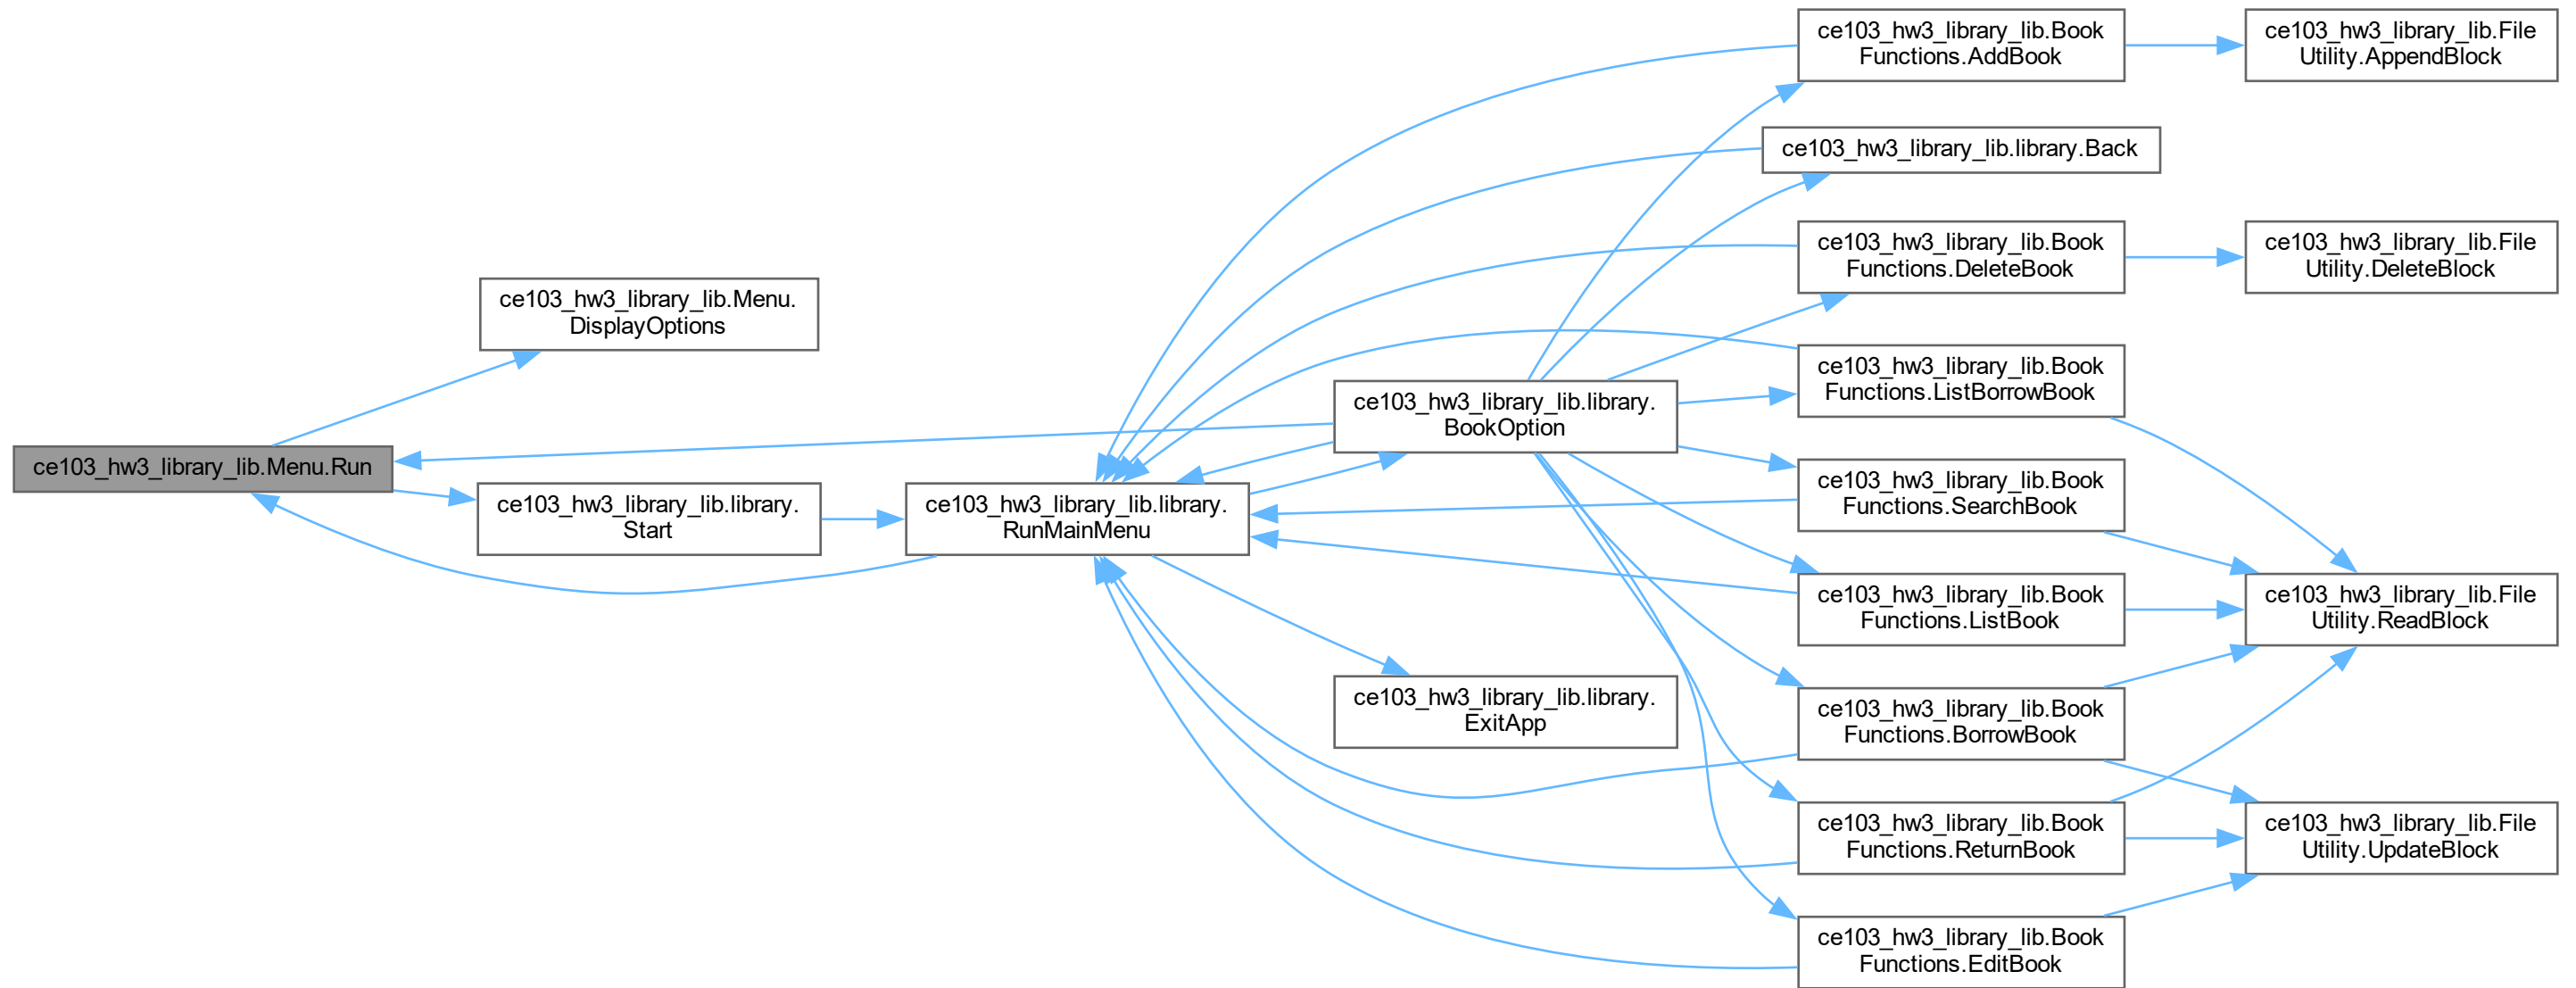 ce103_hw3_library_lib.Menu.Run
ce103_hw3_library_lib.Menu.
DisplayOptions
ce103_hw3_library_lib.library.
Start
ce103_hw3_library_lib.library.
RunMainMenu
ce103_hw3_library_lib.library.
BookOption
ce103_hw3_library_lib.library.
ExitApp
ce103_hw3_library_lib.Book
Functions.AddBook
ce103_hw3_library_lib.library.Back
ce103_hw3_library_lib.Book
Functions.DeleteBook
ce103_hw3_library_lib.Book
Functions.ListBorrowBook
ce103_hw3_library_lib.Book
Functions.SearchBook
ce103_hw3_library_lib.Book
Functions.ListBook
ce103_hw3_library_lib.Book
Functions.BorrowBook
ce103_hw3_library_lib.Book
Functions.ReturnBook
ce103_hw3_library_lib.Book
Functions.EditBook
ce103_hw3_library_lib.File
Utility.AppendBlock
ce103_hw3_library_lib.File
Utility.DeleteBlock
ce103_hw3_library_lib.File
Utility.ReadBlock
ce103_hw3_library_lib.File
Utility.UpdateBlock